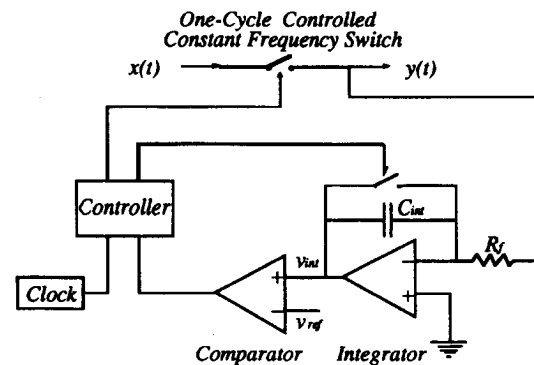 One-Cycle Controlled
Constant Frequency Switch
x(t)
y(t)
Controller
Cint
Rf
Clock
vint
+
−
−
+
vref
Comparator
Integrator